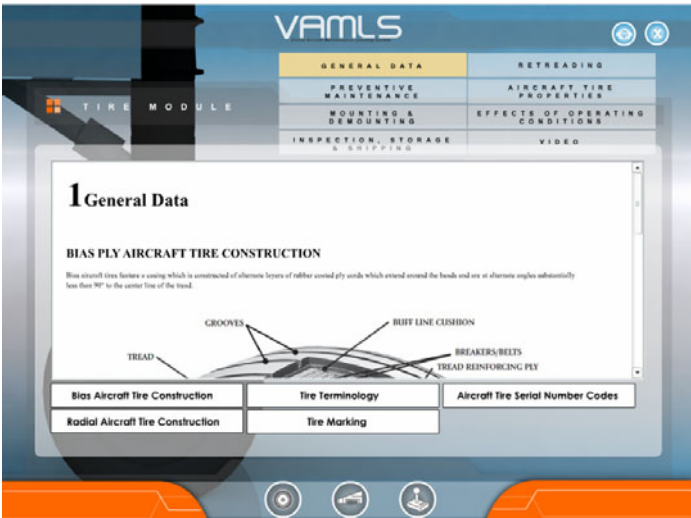 VAMLS
GENERAL DATA
RETREADING
PREVENTIVE
MAINTENANCE
AIRCRAFT TIRE
PROPERTIES
TIRE MODULE
MOUNTING &
DEMOUNTING
EFFECTS OF OPERATING
CONDITIONS
INSPECTION, STORAGE
& SHIPPING
VIDEO
1 General Data
BIAS PLY AIRCRAFT TIRE CONSTRUCTION
Bias aircraft tires feature a casing which is constructed of alternate layers of rubber coated ply cords which extend around the beads and are at alternate angles substantially
less than 90° to the center line of the tread.
GROOVES
BUFF LINE CUSHION
TREAD
BREAKERS/BELTS
TREAD REINFORCING PLY
Bias Aircraft Tire Construction
Tire Terminology
Aircraft Tire Serial Number Codes
Radial Aircraft Tire Construction
Tire Marking